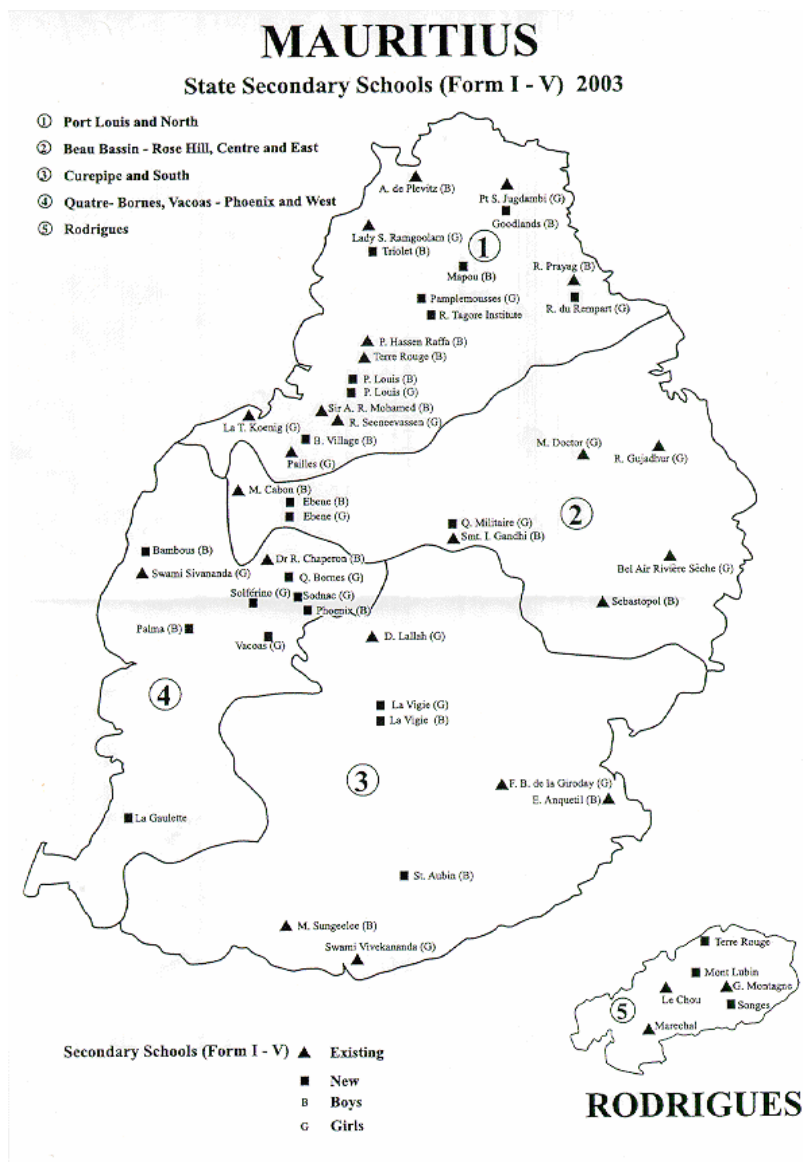 MAURITIUS
State Secondary Schools (Form I - V) 2003
① Port Louis and North
② Beau Bassin - Rose Hill, Centre and East
③ Curepipe and South
④ Quatre- Bornes, Vacoas - Phoenix and West
⑤ Rodrigues
A. de Plevitz (B)
Pt S. Jugdambi (G)
Goodlands (B)
Lady S. Ramgoolam (G)
1
Triolet (B)
Mapou (B)
R. Prayag (B)
Pamplemousses (G)
R. du Rempart (G)
R. Tagore Institute
P. Hassen Raffa (B)
Terre Rouge (B)
P. Louis (B)
P. Louis (G)
Sir A. R. Mohamed (B)
La T. Koenig (G)
R. Seeneevassen (G)
B. Village (B)
Pailles (G)
M. Doctor (G)
R. Gujadhur (G)
M. Cabon (B)
Ebene (B)
Ebene (G)
2
Q. Militaire (G)
Smt. I. Gandhi (B)
Bambous (B)
Dr R. Chaperon (B)
Bel Air Rivière Sèche (G)
Swami Sivananda (G)
Q. Bornes (G)
Solférino (G)
Sodnac (G)
Sebastopol (B)
Phoenix (B)
Palma (B)
Vacoas (G)
D. Lallah (G)
4
La Vigie (G)
La Vigie (B)
3
F. B. de la Giroday (G)
E. Anquetil (B)
La Gaulette
St. Aubin (B)
M. Sungeelee (B)
Swami Vivekananda (G)
Terre Rouge
Mont Lubin
G. Montagne
Le Chou
Songes
5
Marechal
Secondary Schools (Form I - V) ▲ Existing
■ New
B Boys
G Girls
RODRIGUES